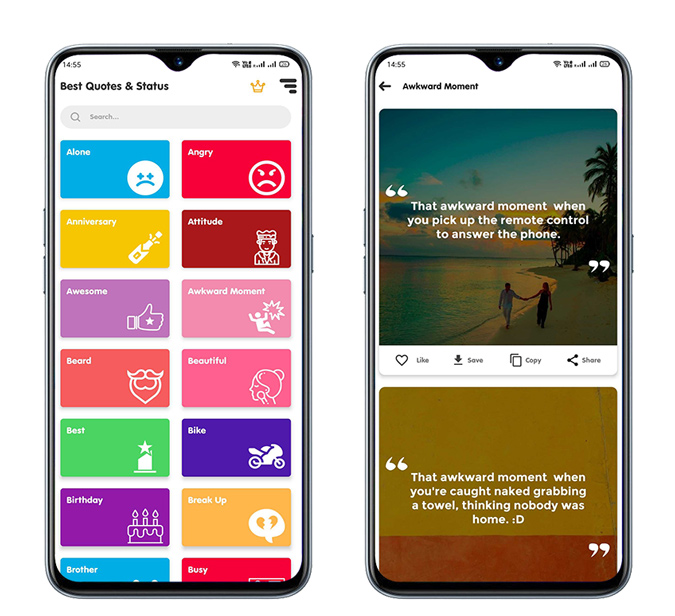 14:55
Best Quotes & Status
Search...
Alone
Angry
Anniversary
Attitude
Awesome
Awkward Moment
Beard
Beautiful
Best
Bike
Birthday
Break Up
Brother
Busy
14:55
Awkward Moment
“
That awkward moment when
you pick up the remote control
to answer the phone.
”
Like
Save
Copy
Share
“
That awkward moment when
you're caught naked grabbing
a towel, thinking nobody was
home. :D
”